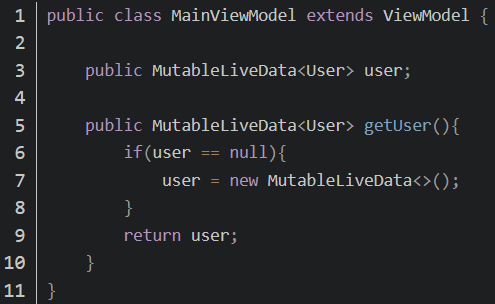 1 public class MainViewModel extends ViewModel {
2
3     public MutableLiveData<User> user;
4
5     public MutableLiveData<User> getUser(){
6         if(user == null){
7             user = new MutableLiveData<>();
8         }
9         return user;
10     }
11 }